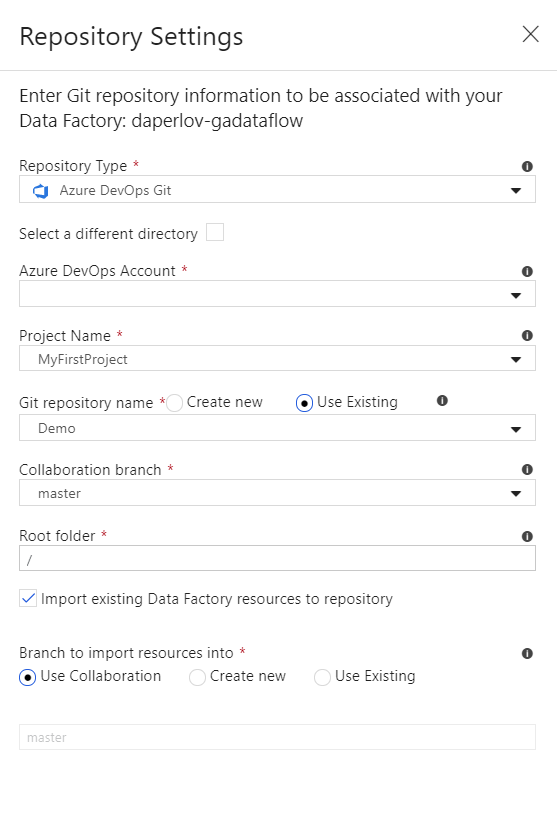 Repository Settings
Enter Git repository information to be associated with your
Data Factory: daperlov-gadataflow
Repository Type *
Azure DevOps Git
Select a different directory
Azure DevOps Account *
Project Name *
MyFirstProject
Git repository name * Create new Use Existing
Demo
Collaboration branch *
master
Root folder *
/
Import existing Data Factory resources to repository
Branch to import resources into *
Use Collaboration Create new Use Existing
master